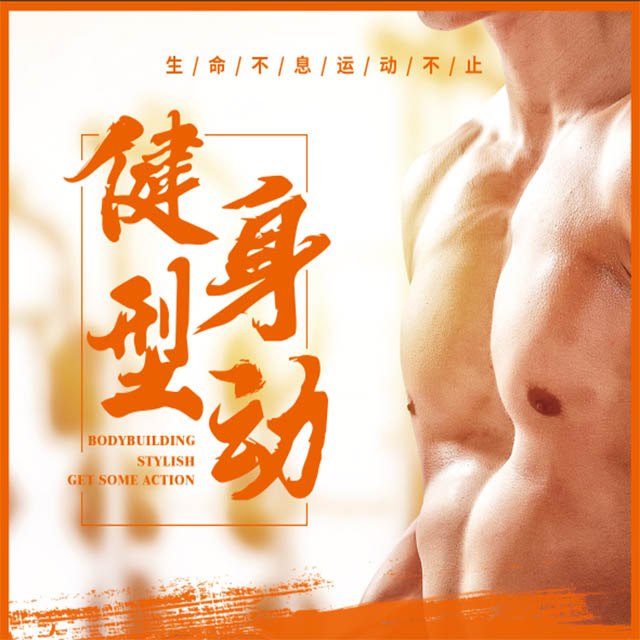 生/命/不/息/运/动/不/止
健身
型动
BODYBUILDING
STYLISH
GET SOME ACTION